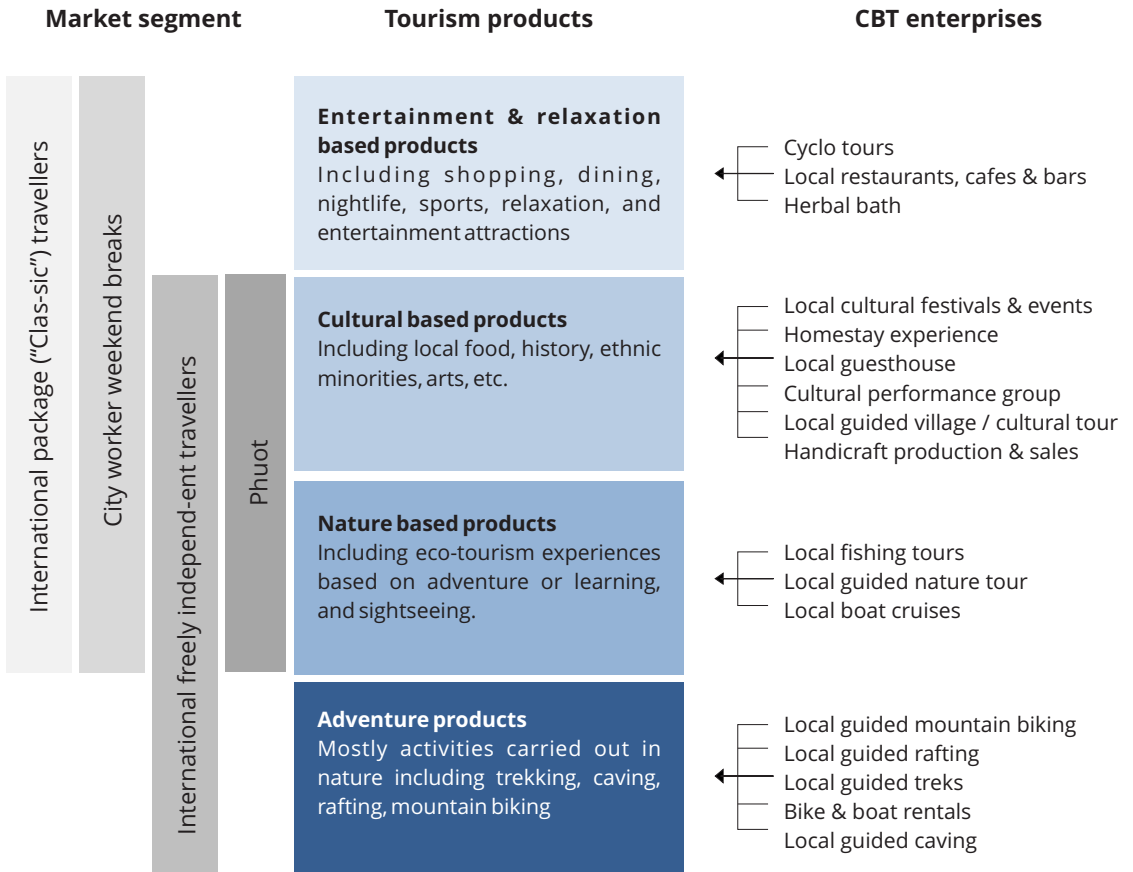 Market segment
Tourism products
CBT enterprises
International package (“Clas-sic”) travellers
City worker weekend breaks
International freely independ-ent travellers
Phuot
Entertainment & relaxation
based products
Including shopping, dining,
nightlife, sports, relaxation, and
entertainment attractions
Cyclo tours
Local restaurants, cafes & bars
Herbal bath
Cultural based products
Including local food, history, ethnic
minorities, arts, etc.
Local cultural festivals & events
Homestay experience
Local guesthouse
Cultural performance group
Local guided village / cultural tour
Handicraft production & sales
Nature based products
Including eco-tourism experiences
based on adventure or learning,
and sightseeing.
Local fishing tours
Local guided nature tour
Local boat cruises
Adventure products
Mostly activities carried out in
nature including trekking, caving,
rafting, mountain biking
Local guided mountain biking
Local guided rafting
Local guided treks
Bike & boat rentals
Local guided caving